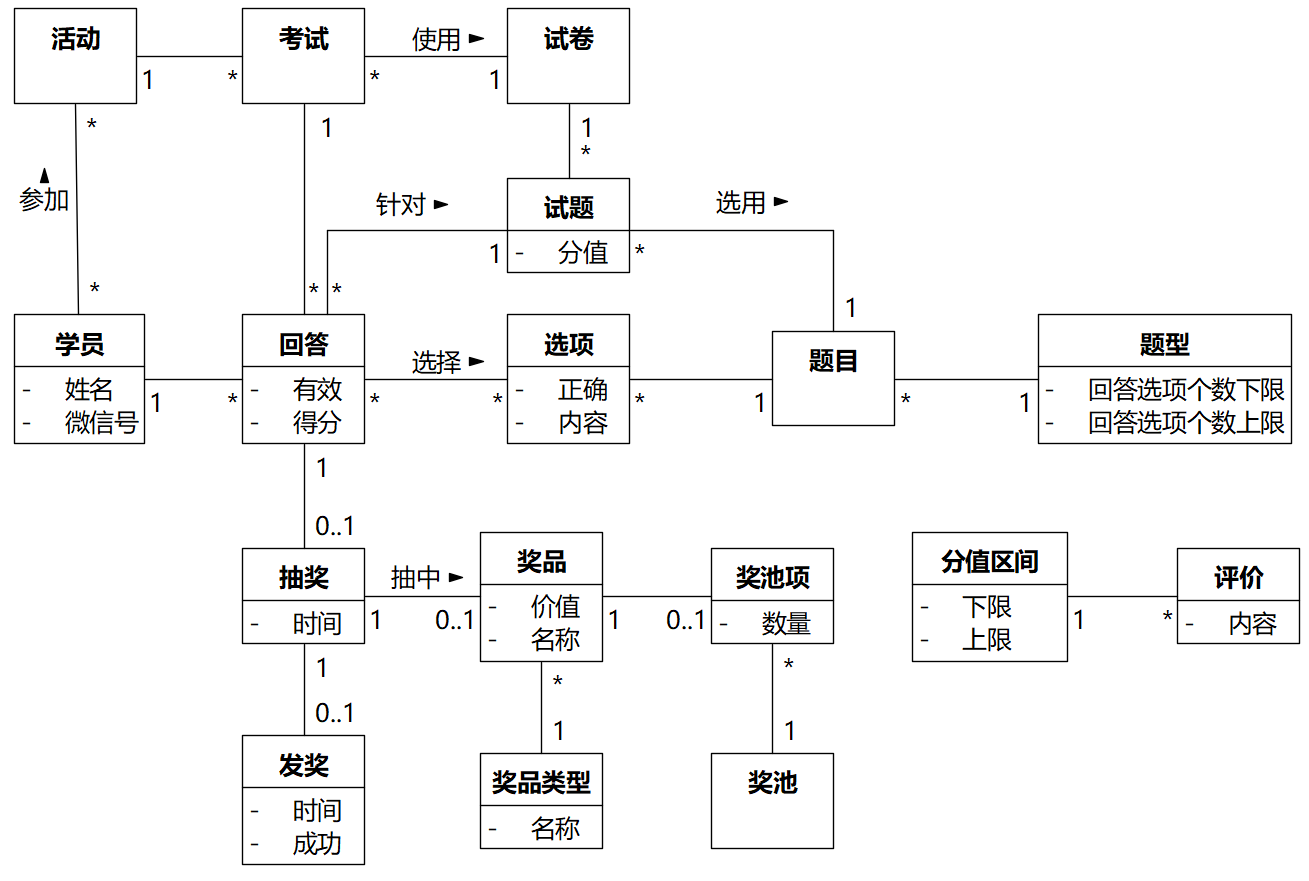 活动
考试
试卷
使用 ►
1
*
*
1
*
1
1
*
▲
参加
针对 ►
选用 ►
试题
- 分值
1
*
*
* *
1
学员
- 姓名
- 微信号
回答
- 有效
- 得分
选择 ►
选项
- 正确
- 内容
题目
题型
- 回答选项个数下限
- 回答选项个数上限
1
*
*
*
*
1
*
1
1
0..1
抽奖
- 时间
抽中 ►
奖品
- 价值
- 名称
奖池项
- 数量
分值区间
- 下限
- 上限
评价
- 内容
1
0..1
1
0..1
1
*
1
0..1
*
1
*
1
发奖
- 时间
- 成功
奖品类型
- 名称
奖池